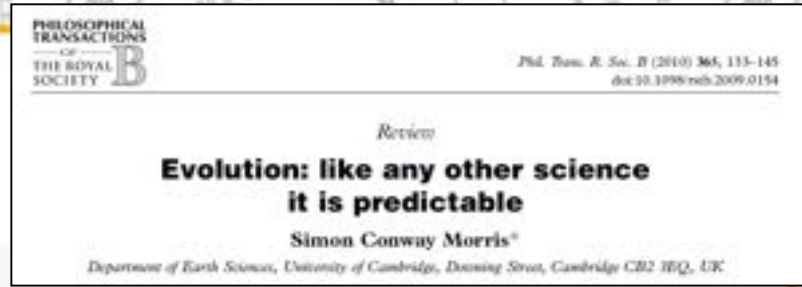 PHILOSOPHICAL
TRANSACTIONS
OF
THE ROYAL
SOCIETY B
Phil. Trans. R. Soc. B (2010) 365, 133–145
doi:10.1098/rstb.2009.0154
Review
Evolution: like any other science
it is predictable
Simon Conway Morris*
Department of Earth Sciences, University of Cambridge, Downing Street, Cambridge CB2 3EQ, UK